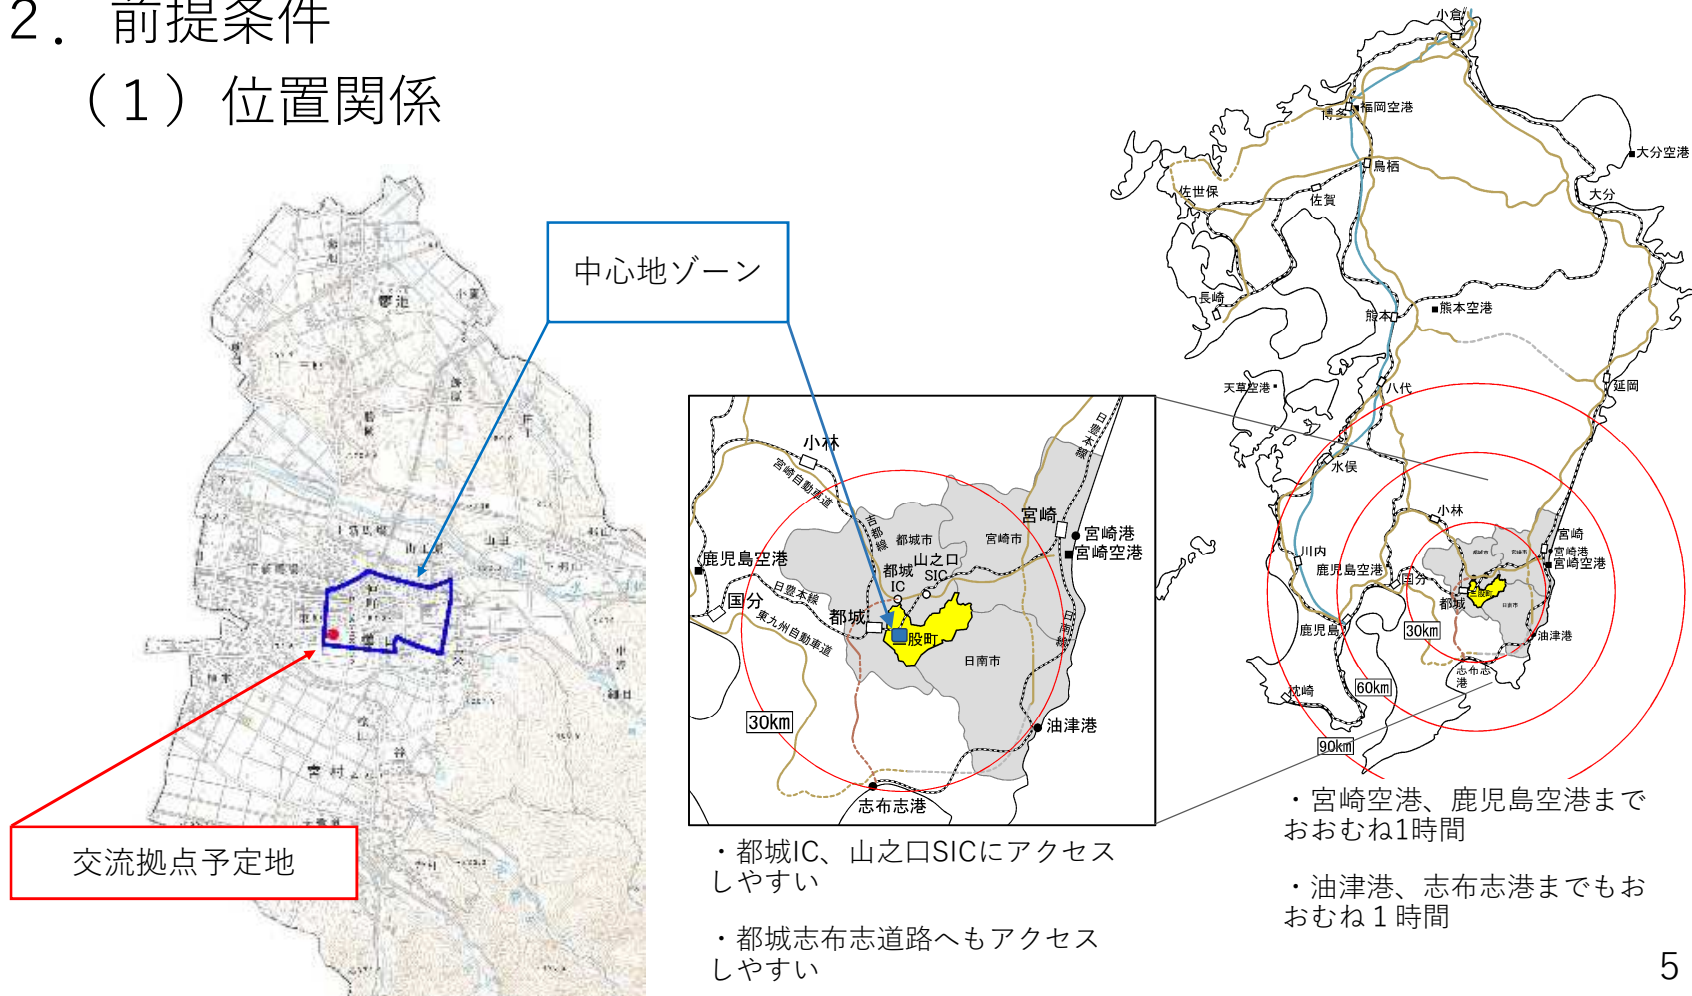 ２．前提条件
（１）位置関係
中心地ゾーン
交流拠点予定地
小林
宮崎自動車道
吉都線
日豊本線
都城市
宮崎市
宮崎
宮崎港
宮崎空港
山之口
SIC
都城
IC
鹿児島空港
国分
日豊本線
東九州自動車道
都城
股町
日南市
日南線
30km
油津港
志布志港
・都城IC、山之口SICにアクセス
しやすい
・都城志布志道路へもアクセス
しやすい
小倉
博多
福岡空港
大分空港
鳥栖
佐世保
佐賀
大分
長崎
熊本
熊本空港
天草空港
八代
延岡
水俣
小林
宮崎
宮崎港
宮崎空港
川内
鹿児島空港
国分
都城
日南市
鹿児島
30km
油津港
志布志
港
60km
枕崎
90km
・宮崎空港、鹿児島空港まで
おおむね1時間
・油津港、志布志港までもお
おむね１時間
5